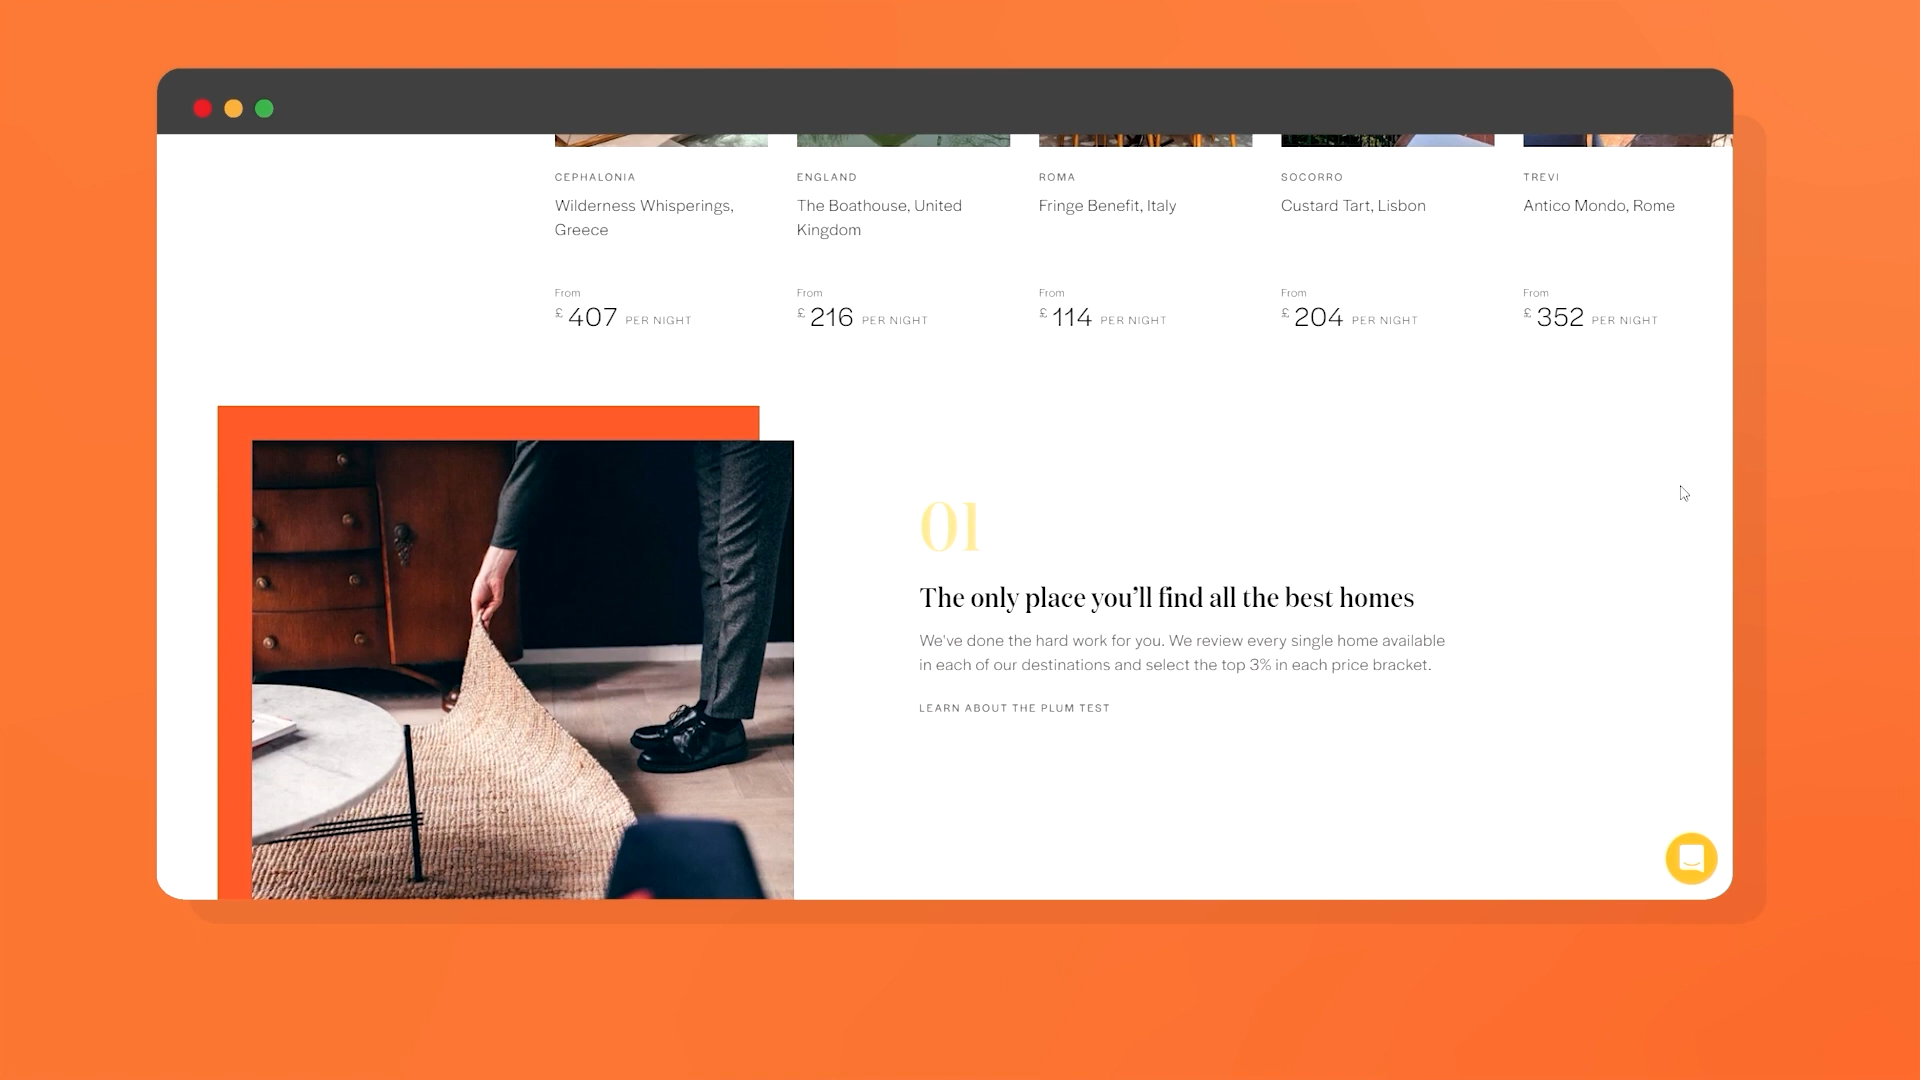 CEPHALONIA
Wilderness Whisperings,
Greece
From
£ 407 PER NIGHT
ENGLAND
The Boathouse, United
Kingdom
From
£ 216 PER NIGHT
ROMA
Fringe Benefit, Italy
From
£ 114 PER NIGHT
SOCORRO
Custard Tart, Lisbon
From
£ 204 PER NIGHT
TREVI
Antico Mondo, Rome
From
£ 352 PER NIGHT
01
The only place you’ll find all the best homes
We've done the hard work for you. We review every single home available
in each of our destinations and select the top 3% in each price bracket.
LEARN ABOUT THE PLUM TEST